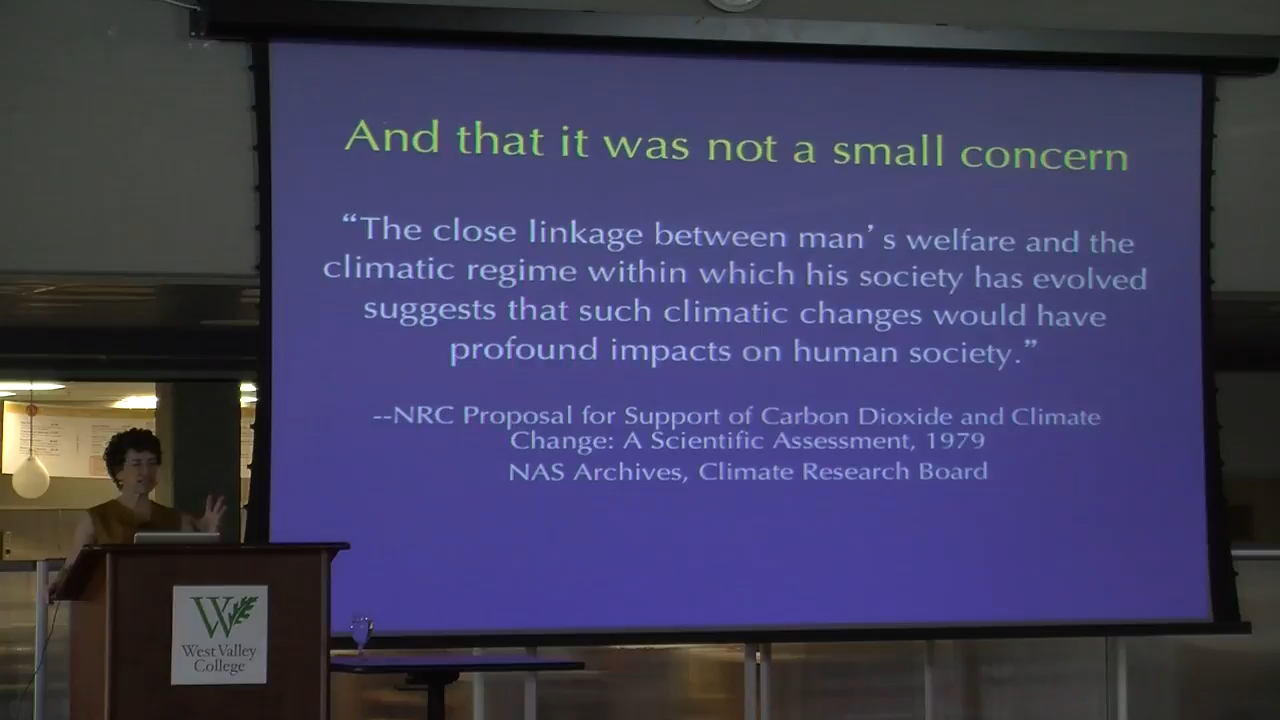 And that it was not a small concern
“The close linkage between man’ s welfare and the
climatic regime within which his society has evolved
suggests that such climatic changes would have
profound impacts on human society.”
--NRC Proposal for Support of Carbon Dioxide and Climate
Change: A Scientific Assessment, 1979
NAS Archives, Climate Research Board
W
West Valley
College